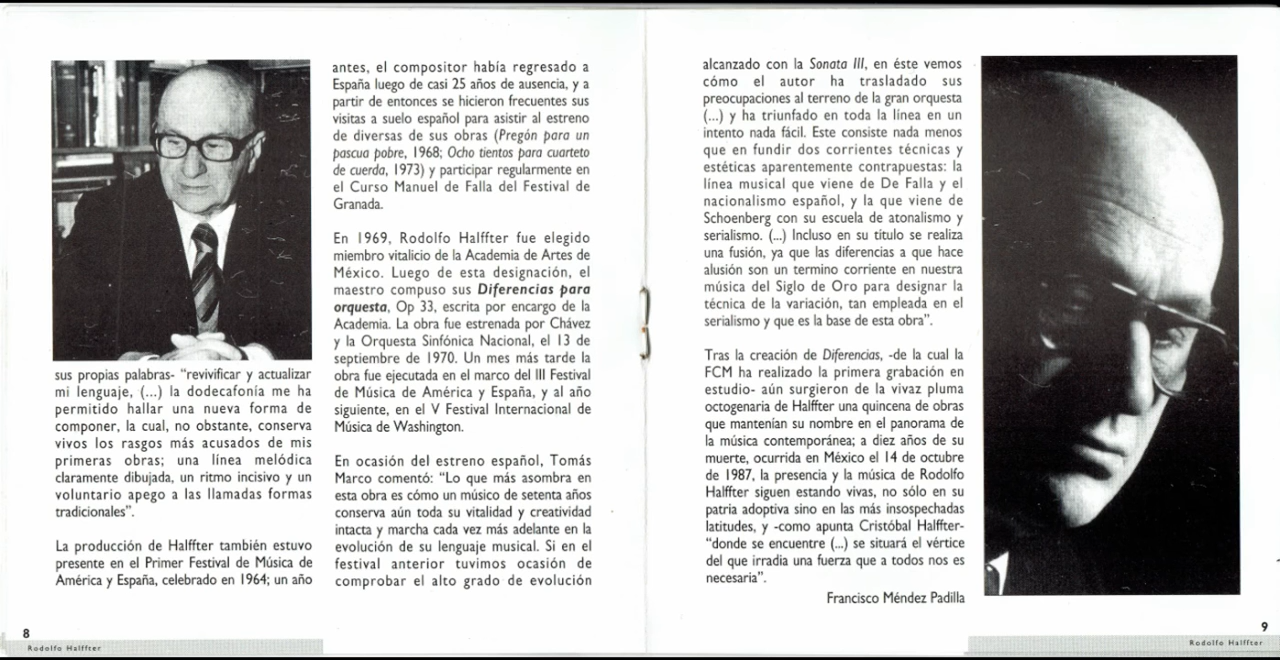 sus propias palabras- “revivificar y actualizar
mi lenguaje, (...) la dodecafonía me ha
permitido hallar una nueva forma de
componer, la cual, no obstante, conserva
vivos los rasgos más acusados de mis
primeras obras; una línea melódica
claramente dibujada, un ritmo incisivo y un
voluntario apego a las llamadas formas
tradicionales”.
La producción de Halffter también estuvo
presente en el Primer Festival de Música de
América y España, celebrado en 1964; un año
8
Rodolfo Halffter
antes, el compositor había regresado a
España luego de casi 25 años de ausencia, y a
partir de entonces se hicieron frecuentes sus
visitas a suelo español para asistir al estreno
de diversas de sus obras (Pregón para un
pascua pobre, 1968; Ocho tientos para cuarteto
de cuerda, 1973) y participar regularmente en
el Curso Manuel de Falla del Festival de
Granada.
En 1969, Rodolfo Halffter fue elegido
miembro vitalicio de la Academia de Artes de
México. Luego de esta designación, el
maestro compuso sus Diferencias para
orquesta, Op 33, escrita por encargo de la
Academia. La obra fue estrenada por Chávez
y la Orquesta Sinfónica Nacional, el 13 de
septiembre de 1970. Un mes más tarde la
obra fue ejecutada en el marco del III Festival
de Música de América y España, y al año
siguiente, en el V Festival Internacional de
Música de Washington.
En ocasión del estreno español, Tomás
Marco comentó: “Lo que más asombra en
esta obra es cómo un músico de setenta años
conserva aún toda su vitalidad y creatividad
intacta y marcha cada vez más adelante en la
evolución de su lenguaje musical. Si en el
festival anterior tuvimos ocasión de
comprobar el alto grado de evolución
alcanzado con la Sonata III, en éste vemos
cómo el autor ha trasladado sus
preocupaciones al terreno de la gran orquesta
(...) y ha triunfado en toda la línea en un
intento nada fácil. Este consiste nada menos
que en fundir dos corrientes técnicas y
estéticas aparentemente contrapuestas: la
línea musical que viene de De Falla y el
nacionalismo español, y la que viene de
Schoenberg con su escuela de atonalismo y
serialismo. (...) Incluso en su título se realiza
una fusión, ya que las diferencias a que hace
alusión son un termino corriente en nuestra
música del Siglo de Oro para designar la
técnica de la variación, tan empleada en el
serialismo y que es la base de esta obra”.
Tras la creación de Diferencias, -de la cual la
FCM ha realizado la primera grabación en
estudio- aún surgieron de la vivaz pluma
octogenaria de Halffter una quincena de obras
que mantenían su nombre en el panorama de
la música contemporánea; a diez años de su
muerte, ocurrida en México el 14 de octubre
de 1987, la presencia y la música de Rodolfo
Halffter siguen estando vivas, no sólo en su
patria adoptiva sino en las más insospechadas
latitudes, y -como apunta Cristóbal Halffter-
“donde se encuentre (...) se situará el vértice
del que irradia una fuerza que a todos nos es
necesaria”.
Francisco Méndez Padilla
9
Rodolfo Halffter